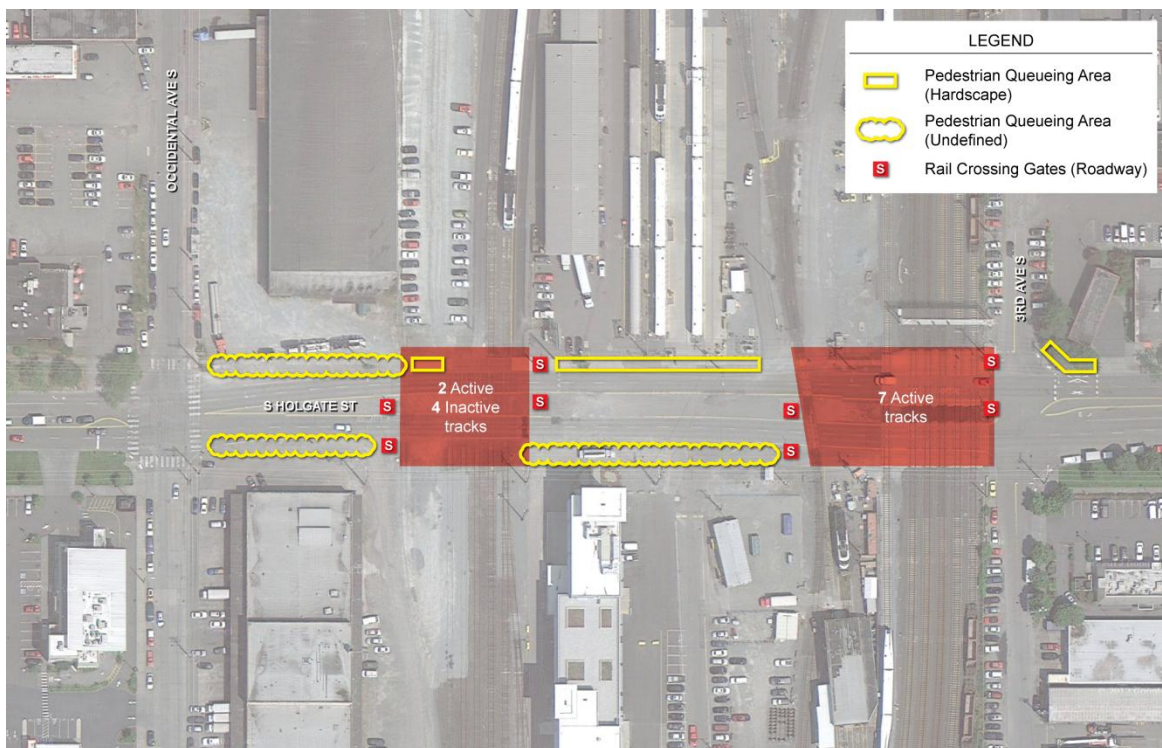 LEGEND
Pedestrian Queueing Area
(Hardscape)
Pedestrian Queueing Area
(Undefined)
S Rail Crossing Gates (Roadway)
OCCIDENTAL AVE S
3RD AVE S
S
S
2 Active
4 Inactive
tracks
7 Active
tracks
S HOLGATE ST
S
S
S
S
S
S